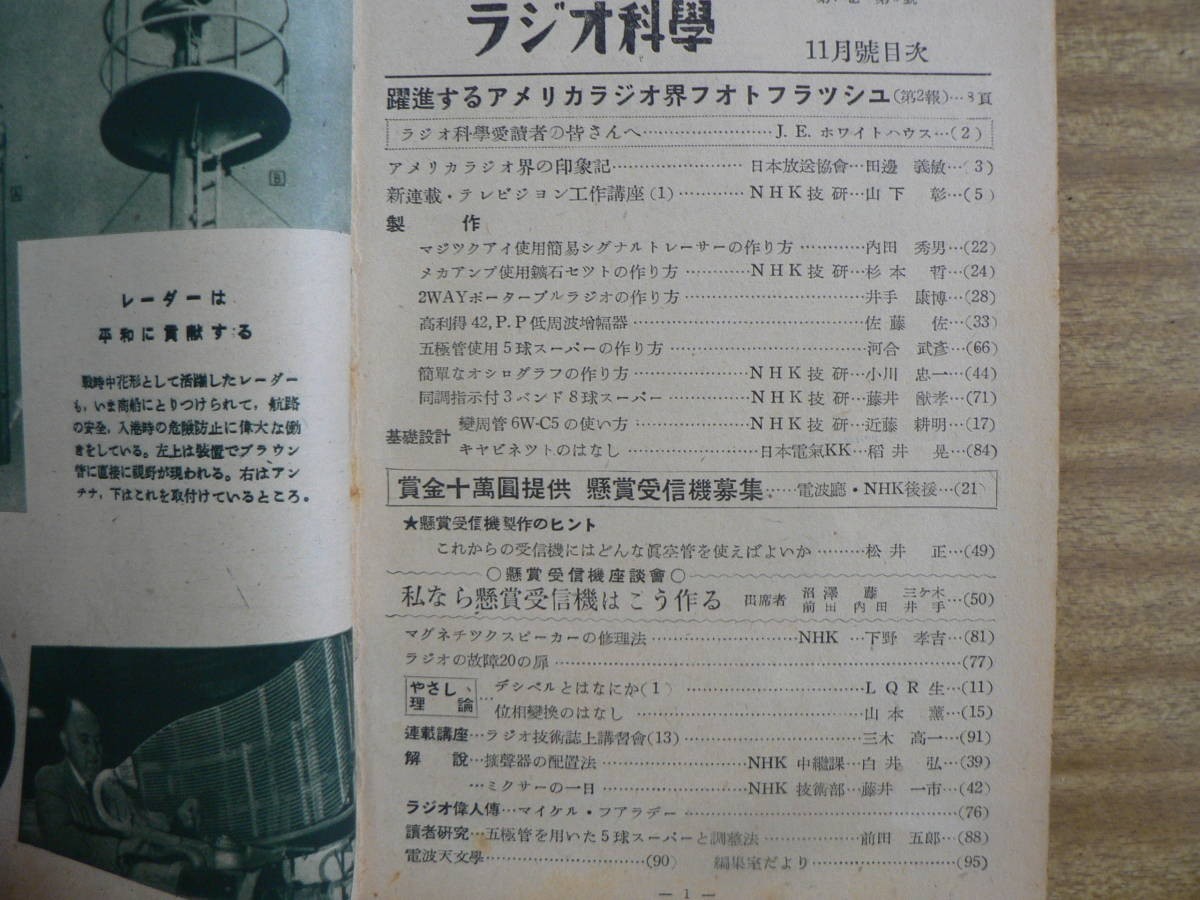 レーダーは
平和に貢献する
戰時中花形として活躍したレーダー
も，いま商船にとりつけられて，航路
の安全，入港時の危險防止に偉大な働
きをしている。左上は裝置でブラウン
管に直接に視野が現われる。右はアン
テナ，下はこれを取付けているところ。
B
ラジオ科學
11月號目次
躍進するアメリカラジオ界フオトフラツシユ(第2報)…8頁
ラジオ科學愛讀者の皆さんへ……………………J. E. ホワイトハウス…(2)
アメリカラジオ界の印象記……………………日本放送協會…田邊 義敏…(3)
新連載・テレビジョン工作講座(1)…………NHK技研…山下 彰…(5)
製 作
マジツクアイ使用簡易シグナルトレーサーの作り方…………內田 秀男…(22)
メカアンプ使用鑛石セツトの作り方…………NHK技研…杉本 哲…(24)
2WAYポーターブルラジオの作り方……………………………井手 康博…(28)
高利得42，P.P低周波增幅器……………………………………佐藤 佐…(33)
五極管使用5球スーパーの作り方………………………………河合 武彥…(66)
簡單なオシログラフの作り方…………………NHK技研…小川 忠一…(44)
同調指示付3バンド8球スーパー……………NHK技研…藤井 猷孝…(71)
基礎設計
變周管6W-C5の使い方…………………NHK技研…近藤 耕明…(17)
キヤビネツトのはなし…………………日本電氣KK…稻井 晃…(84)
賞金十萬圓提供 懸賞受信機募集……電波廳・NHK後援…(21)
★懸賞受信機製作のヒント
これからの受信機にはどんな眞空管を使えばよいか………松井 正…(49)
○懸賞受信機座談會○
私なら懸賞受信機はこう作る 出席者 沼澤 藤 三ケ木 前田 內田 井手…(50)
マグネチツクスピーカーの修理法……………………NHK…下野 孝吉…(81)
ラジオの故障20の扉……………………………………………………(77)
やさしい理論…デシベルとはなにか(1)……………………LQR生…(11)
位相變換のはなし……………………………山本 薰…(15)
連載講座…ラジオ技術誌上講習會(13)……………………三木 高一…(91)
解 說…擴聲器の配置法……………………NHK 中繼課…白井 弘…(39)
…ミクサーの一日……………………NHK 技術部…藤井 一市…(42)
ラジオ偉人傳…マイケル・フアラデー……………………………………(76)
讀者硏究…五極管を用いた5球スーパーと調整法……………前田 五郎…(88)
電波天文學……………………(90) 編集室だより……………………(95)
— 1 —